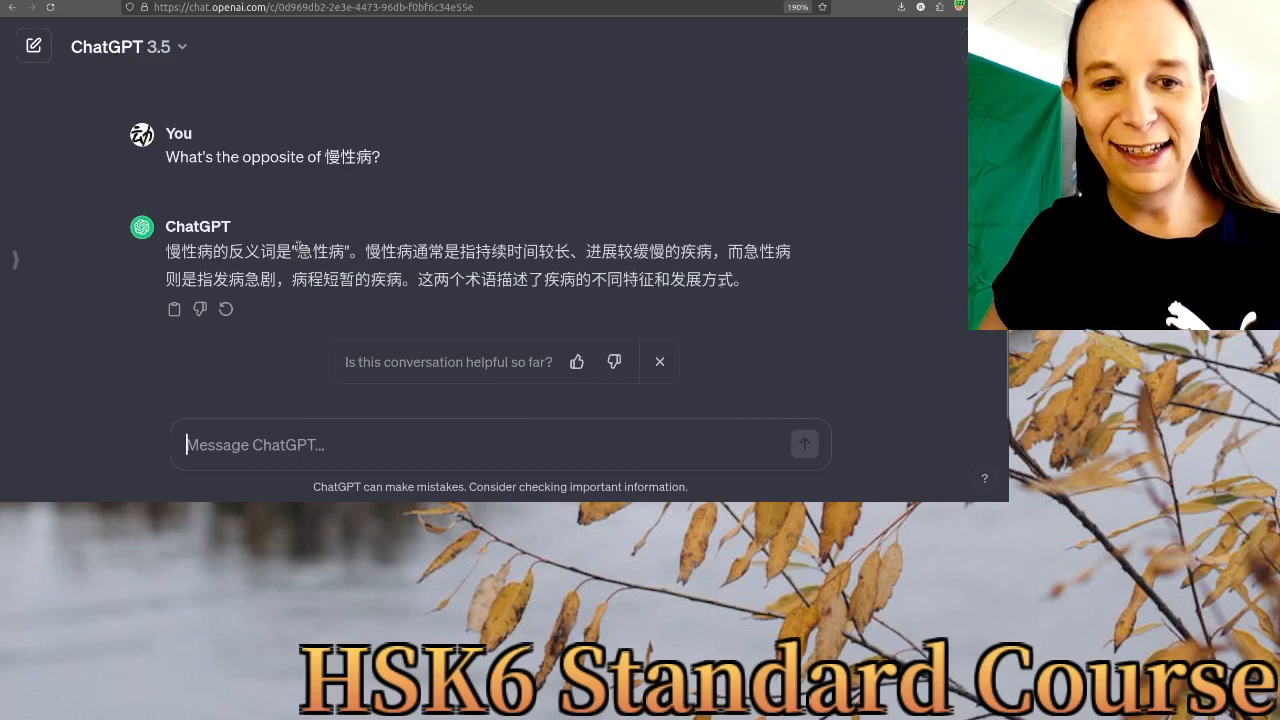 https://chat.openai.com/c/0d969db2-2e3e-4473-96db-f0bf6c34e55e
190%
ChatGPT 3.5
You
What's the opposite of 慢性病?
ChatGPT
慢性病的反义词是"急性病"。慢性病通常是指持续时间较长、进展较缓慢的疾病，而急性病
则是指发病急剧，病程短暂的疾病。这两个术语描述了疾病的不同特征和发展方式。
Is this conversation helpful so far?
Message ChatGPT...
ChatGPT can make mistakes. Consider checking important information.
?
HSK6 Standard Course